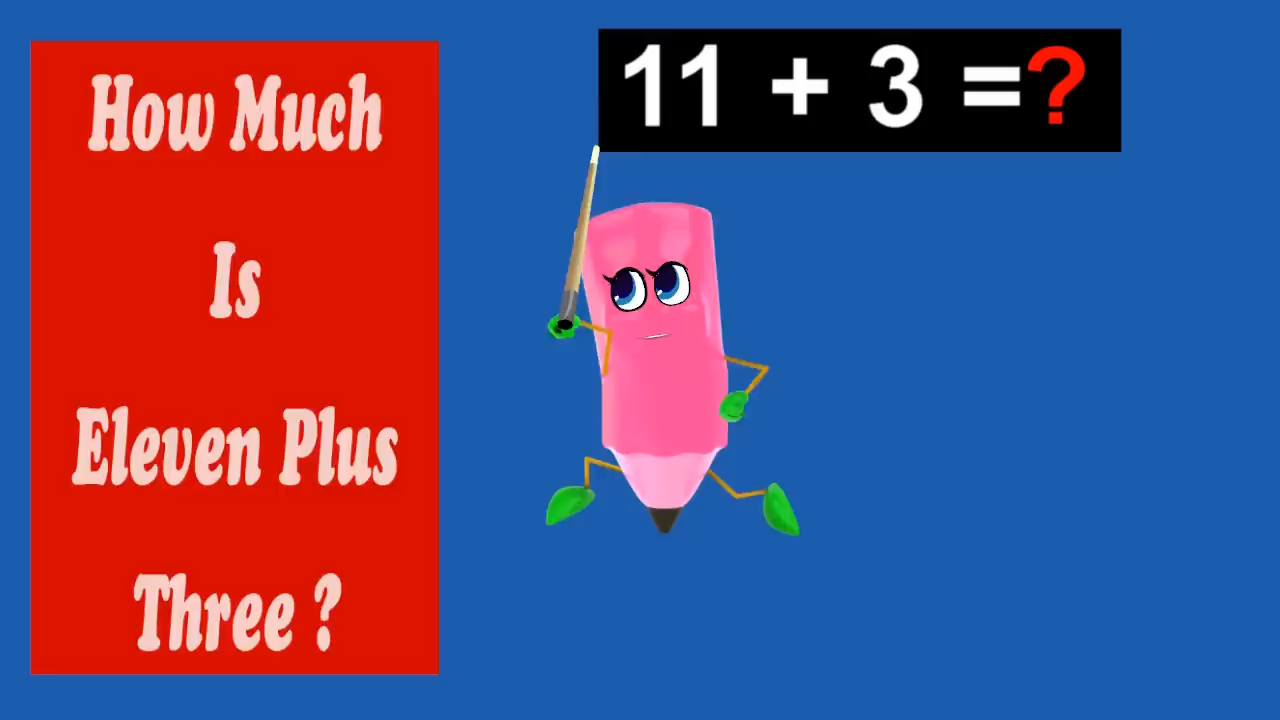 How Much
Is
Eleven Plus
Three ?
11 + 3 =?